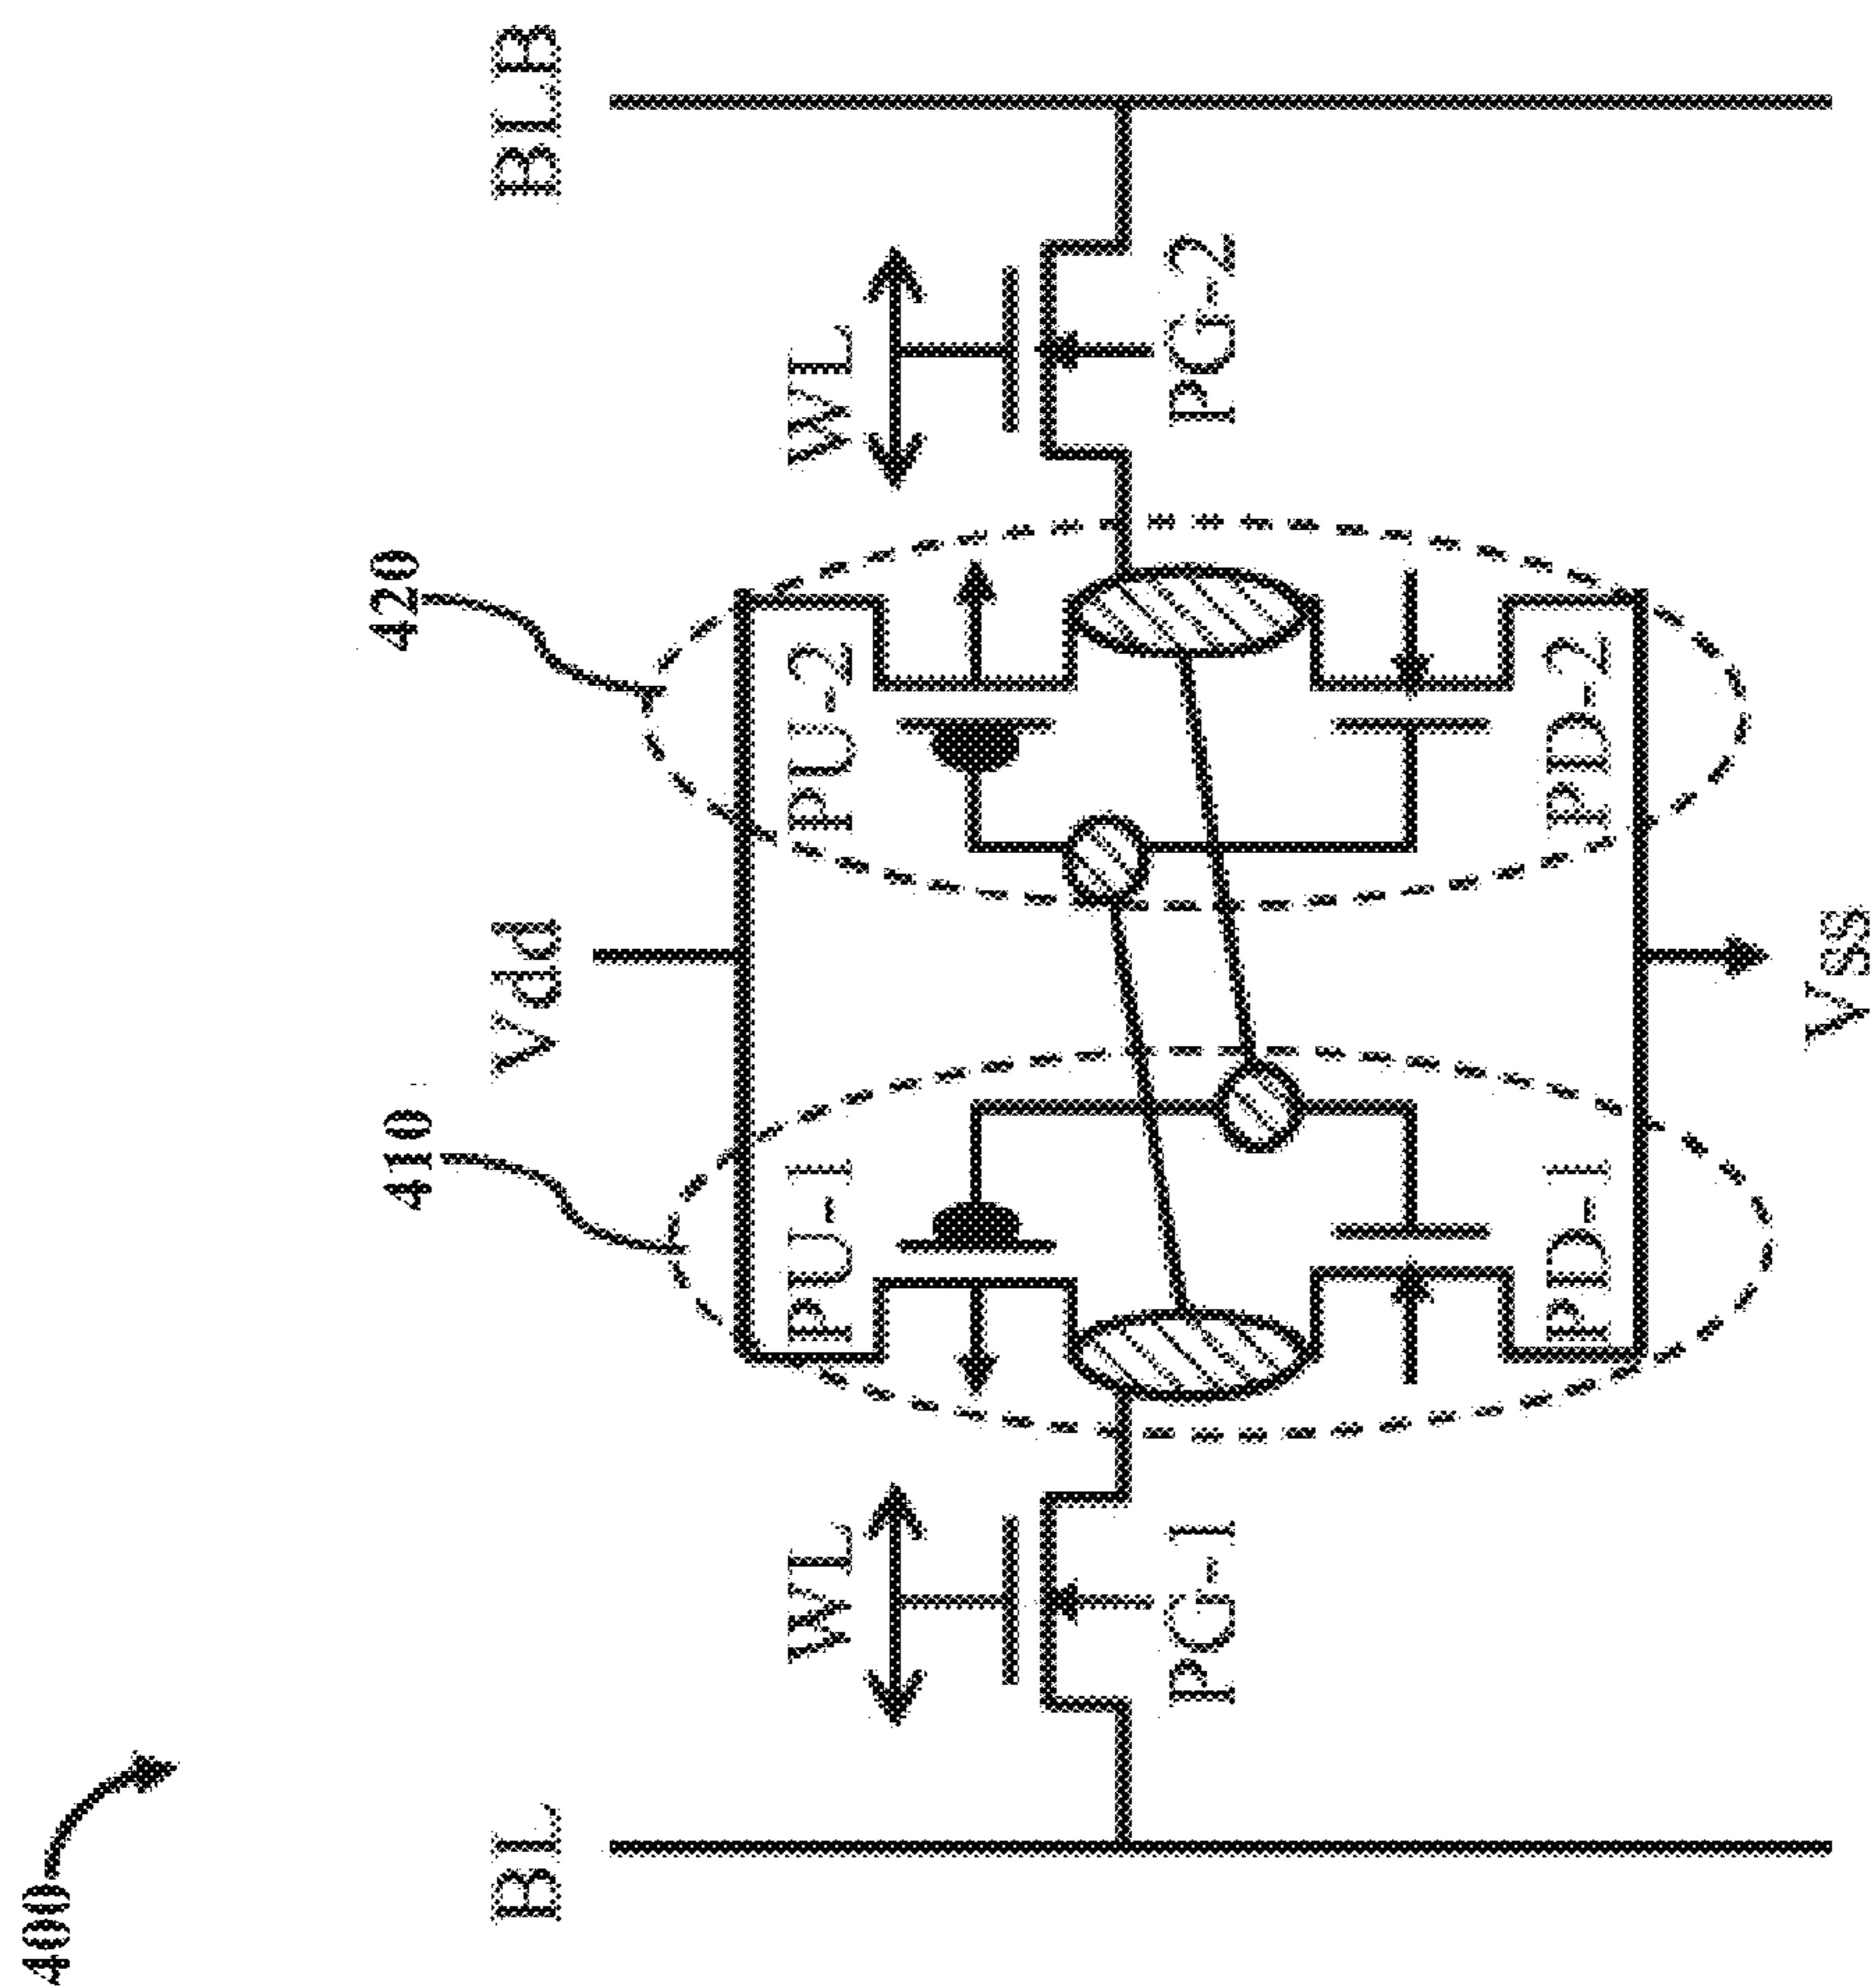 400
410
420
BL
Vdd
BLB
WL
PU-1
PU-2
WL
PG-1
PG-2
PD-1
PD-2
Vss